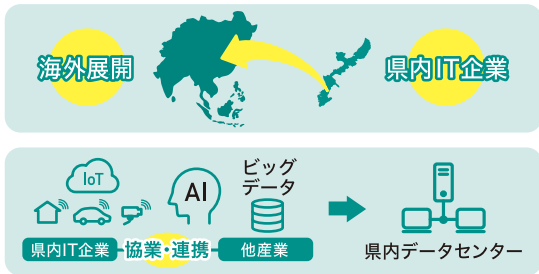 海外展開
県内IT企業
IoT
AI
ビッグ
データ
県内IT企業
協業・連携
他産業
県内データセンター